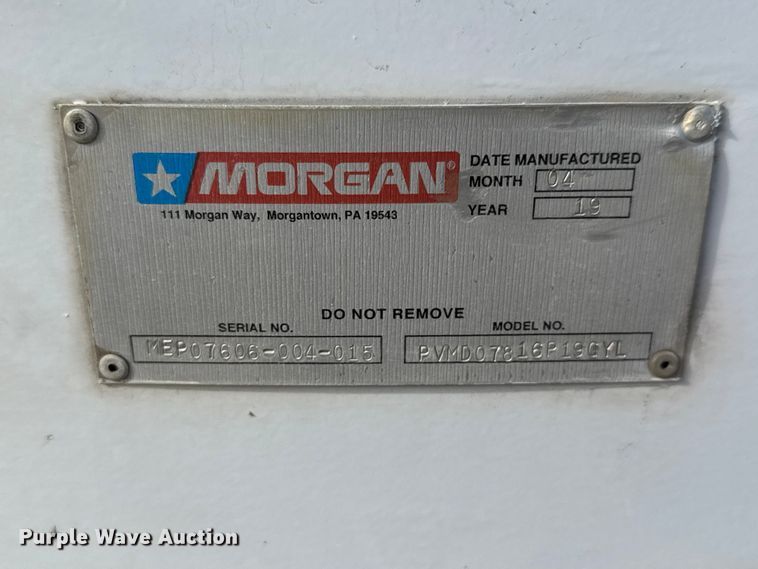 MORGAN®
111 Morgan Way, Morgantown, PA 19543
DATE MANUFACTURED
MONTH 04
YEAR 19
DO NOT REMOVE
SERIAL NO. MODEL NO.
MEP07606-004-015 PVMD07816P19GYL
Purple Wave Auction